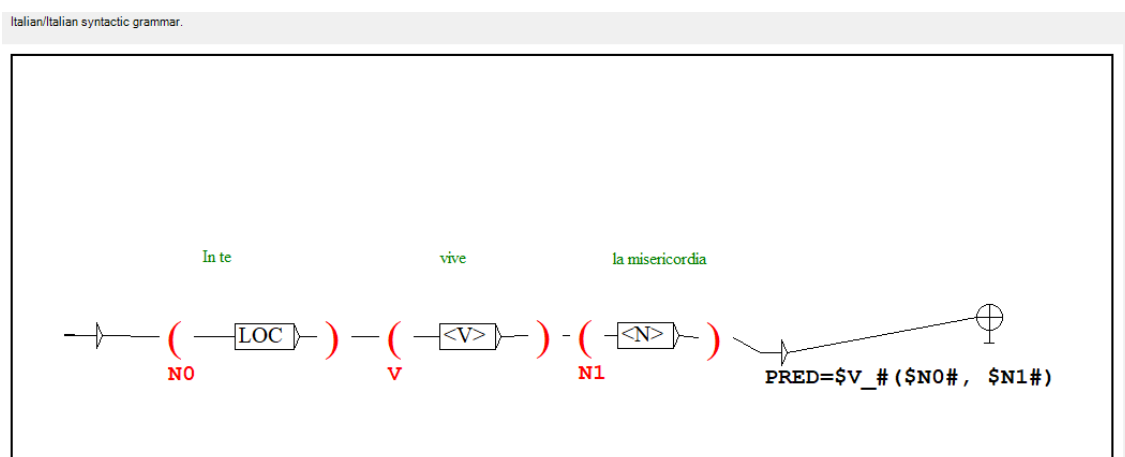 Italian/Italian syntactic grammar.
In te vive la misericordia
( LOC ) ( <V> ) ( <N> )
N0 V N1
PRED=$V_#($N0#, $N1#)